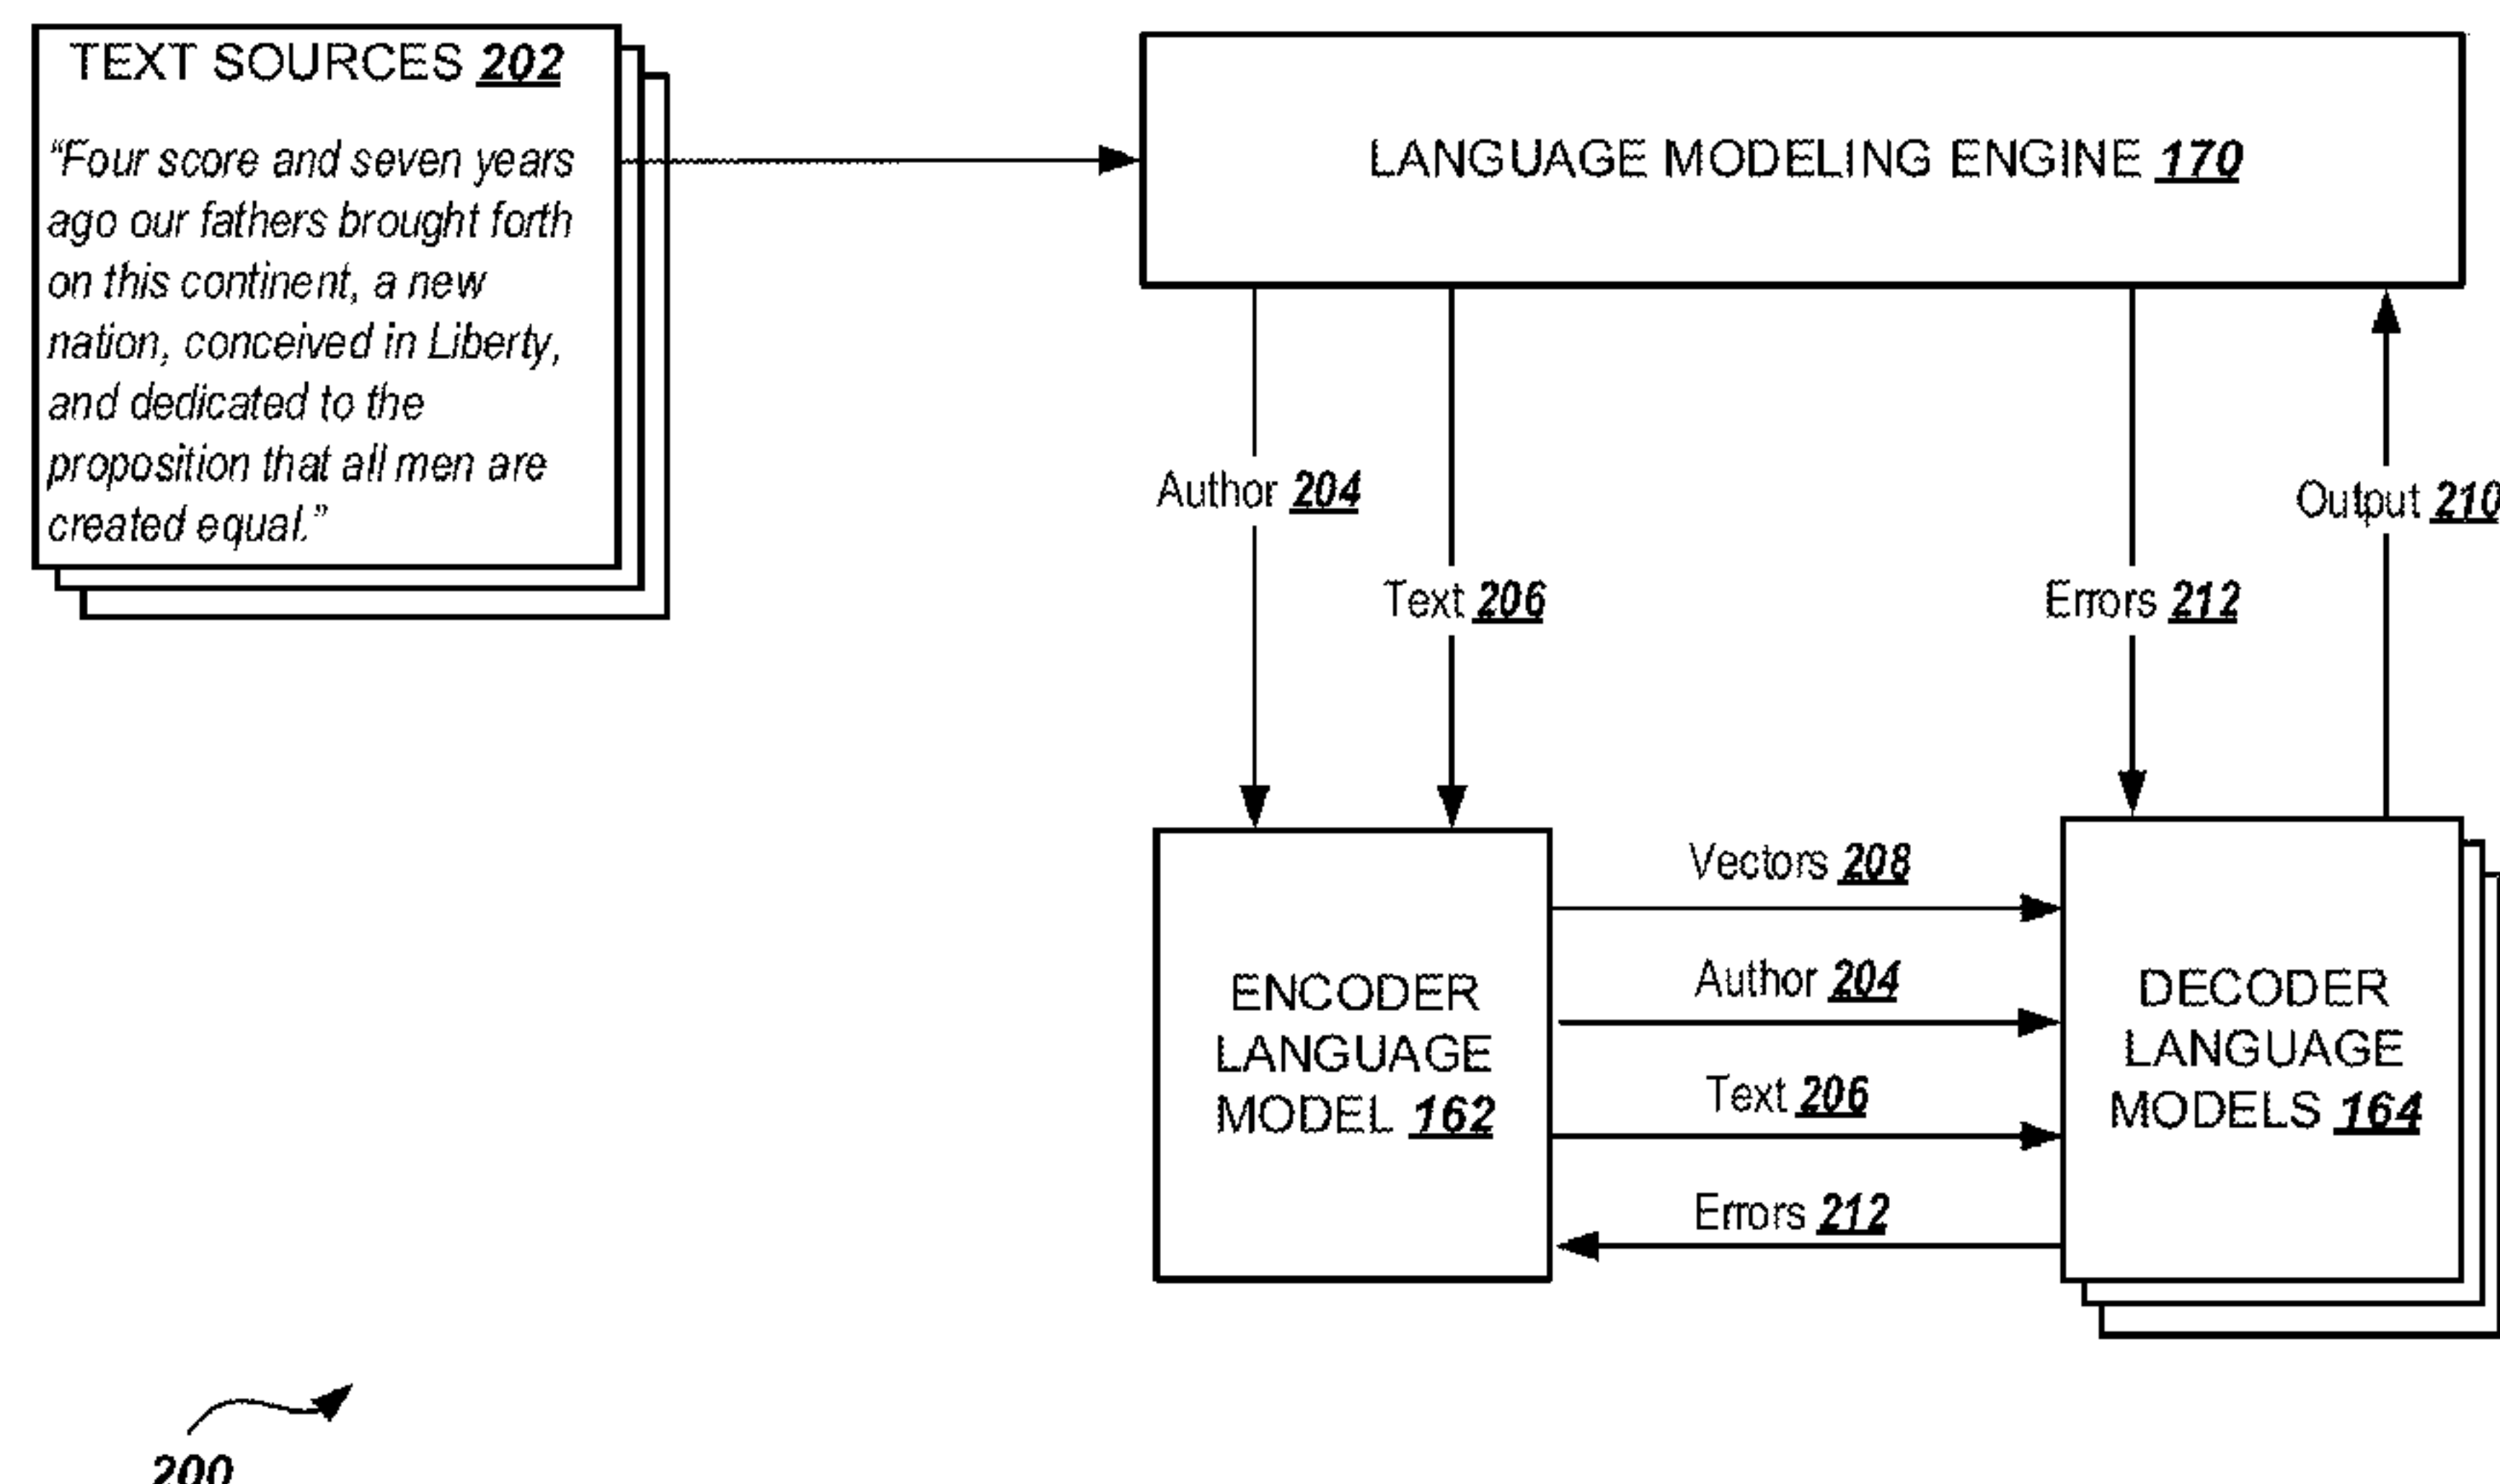 TEXT SOURCES 202
“Four score and seven years
ago our fathers brought forth
on this continent, a new
nation, conceived in Liberty,
and dedicated to the
proposition that all men are
created equal.”
LANGUAGE MODELING ENGINE 170
Author 204
Output 210
Text 206
Errors 212
Vectors 208
Author 204
Text 206
Errors 212
ENCODER
LANGUAGE
MODEL 162
DECODER
LANGUAGE
MODELS 164
200